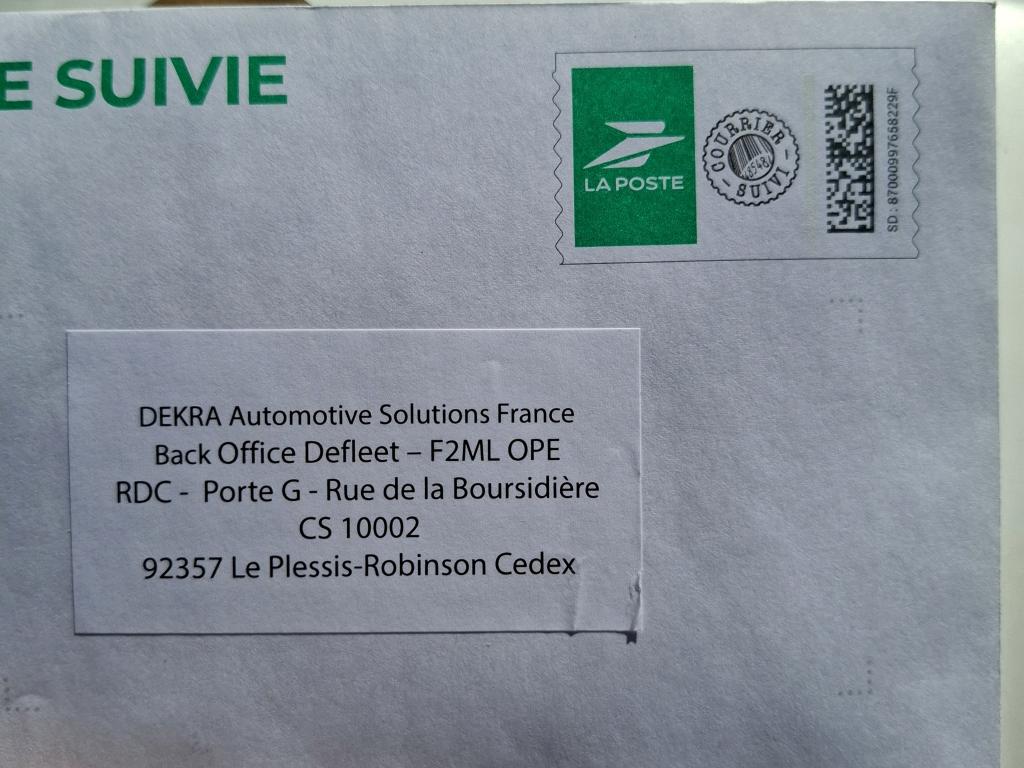 E SUIVIE
LA POSTE
COURRIER
SUIVI
SD : 87000997658229F
DEKRA Automotive Solutions France
Back Office Defleet – F2ML OPE
RDC - Porte G - Rue de la Boursidière
CS 10002
92357 Le Plessis-Robinson Cedex